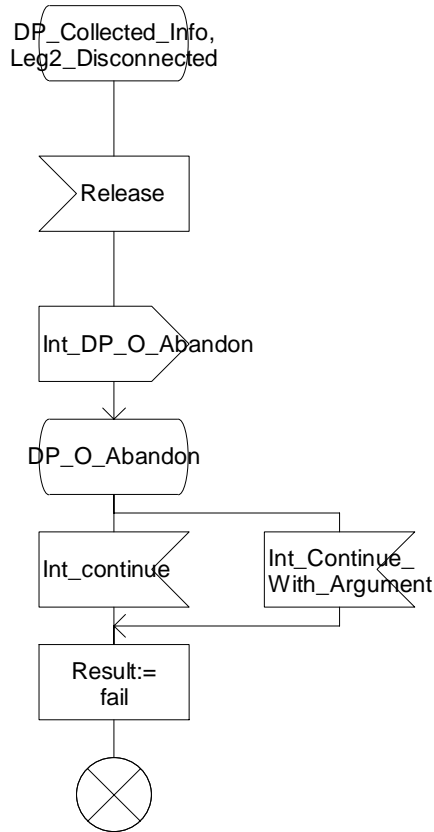 DP_Collected_Info,
Leg2_Disconnected
Release
Int_DP_O_Abandon
DP_O_Abandon
Int_continue
Int_Continue_
With_Argument
Result:=
fail